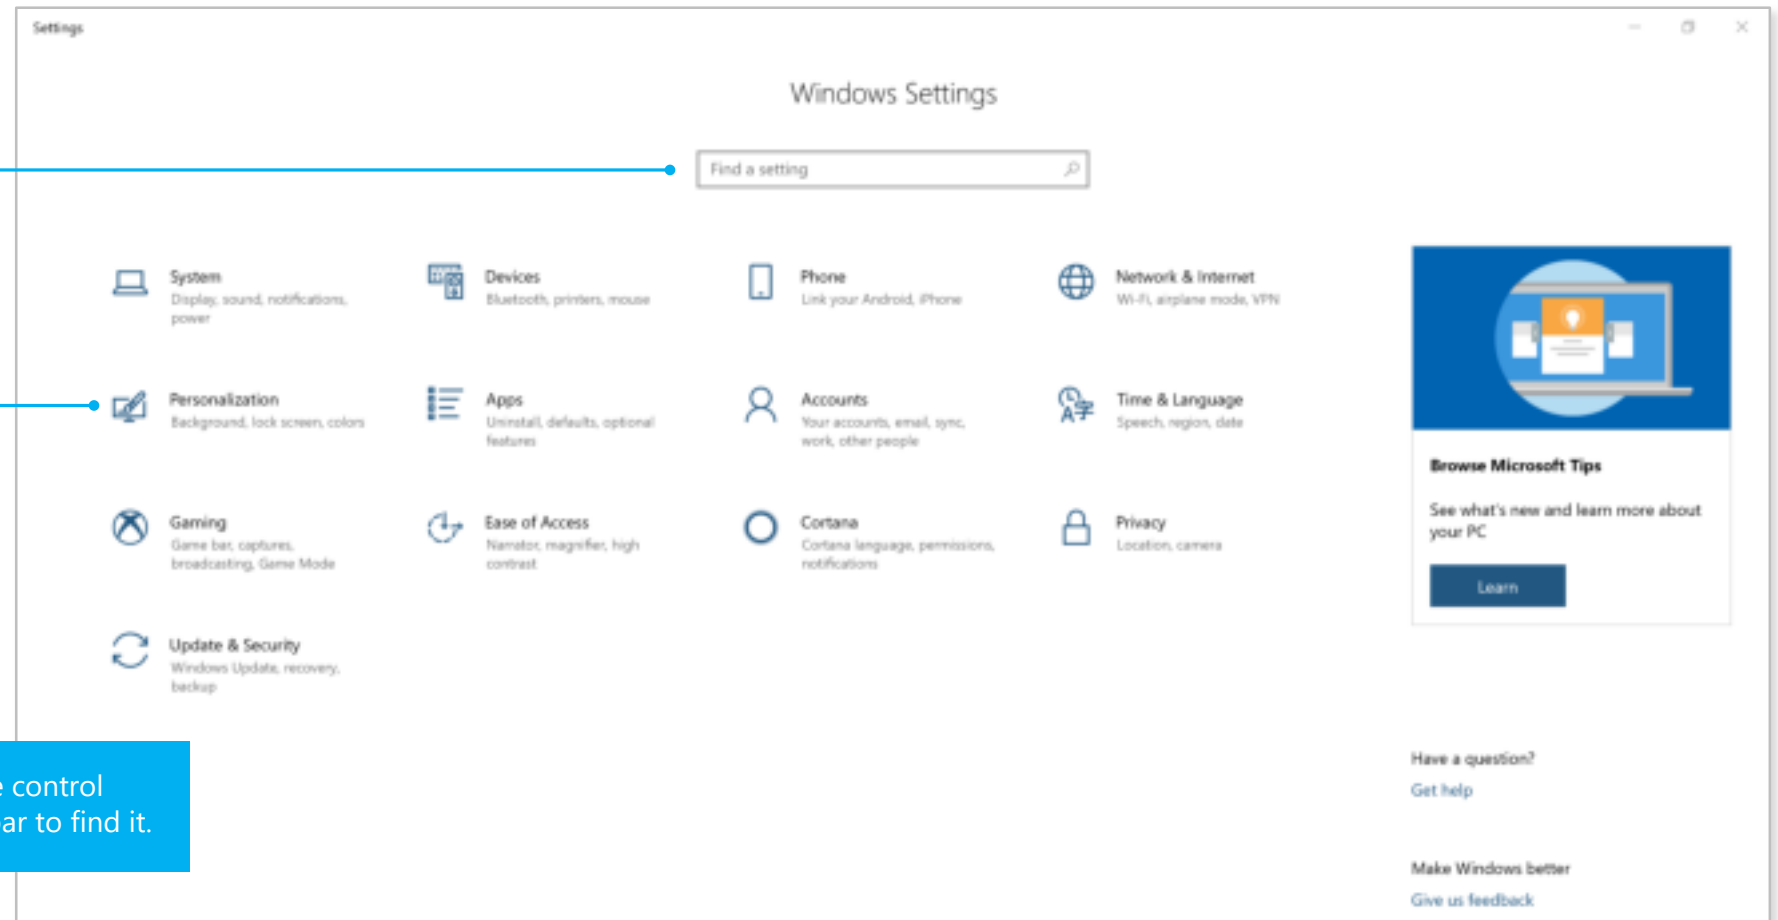 Settings
Windows Settings
Find a setting
System
Display, sound, notifications,
power
Devices
Bluetooth, printers, mouse
Phone
Link your Android, iPhone
Network & Internet
Wi-Fi, airplane mode, VPN
Personalization
Background, lock screen, colors
Apps
Uninstall, defaults, optional
features
Accounts
Your accounts, email, sync,
work, other people
Time & Language
Speech, region, date
Gaming
Game bar, captures,
broadcasting, Game Mode
Ease of Access
Narrator, magnifier, high
contrast
Cortana
Cortana language, permissions,
notifications
Privacy
Location, camera
Update & Security
Windows Update, recovery,
backup
Browse Microsoft Tips
See what's new and learn more about
your PC
Learn
control
to find it.
Have a question?
Get help
Make Windows better
Give us feedback